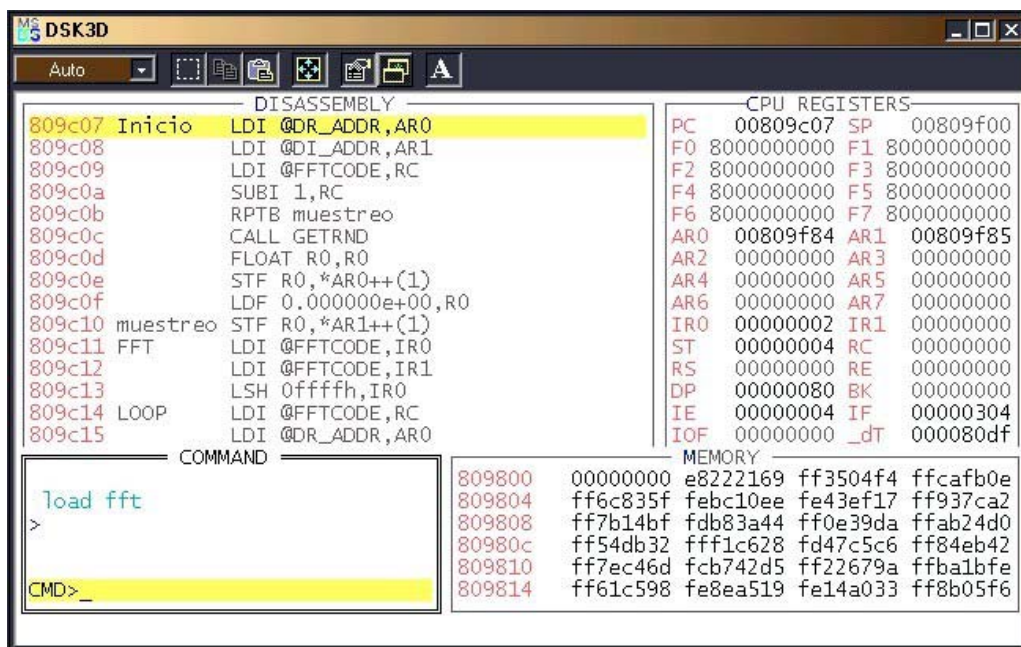 DSK3D
Auto
A
DISASSEMBLY
809c07 Inicio LDI @DR_ADDR,AR0
809c08 LDI @DI_ADDR,AR1
809c09 LDI @FFTCODE,RC
809c0a SUBI 1,RC
809c0b RPTB muestreo
809c0c CALL GETRND
809c0d FLOAT R0,R0
809c0e STF R0,*AR0++(1)
809c0f LDF 0.000000e+00,R0
809c10 muestreo STF R0,*AR1++(1)
809c11 FFT LDI @FFTCODE,IR0
809c12 LDI @FFTCODE,IR1
809c13 LSH 0ffffh,IR0
809c14 LOOP LDI @FFTCODE,RC
809c15 LDI @DR_ADDR,AR0
CPU REGISTERS
PC 00809c07 SP 00809f00
F0 8000000000 F1 8000000000
F2 8000000000 F3 8000000000
F4 8000000000 F5 8000000000
F6 8000000000 F7 8000000000
AR0 00809f84 AR1 00809f85
AR2 00000000 AR3 00000000
AR4 00000000 AR5 00000000
AR6 00000000 AR7 00000000
IR0 00000002 IR1 00000000
ST 00000004 RC 00000000
RS 00000000 RE 00000000
DP 00000080 BK 00000000
IE 00000004 IF 00000304
IOF 00000000 _dT 000080df
COMMAND
load fft
>
CMD>_
MEMORY
809800 00000000 e8222169 ff3504f4 ffcafb0e
809804 ff6c835f febc10ee fe43ef17 ff937ca2
809808 ff7b14bf fdb83a44 ff0e39da ffab24d0
80980c ff54db32 fff1c628 fd47c5c6 ff84eb42
809810 ff7ec46d fcb742d5 ff22679a ffba1bfe
809814 ff61c598 fe8ea519 fe14a033 ff8b05f6